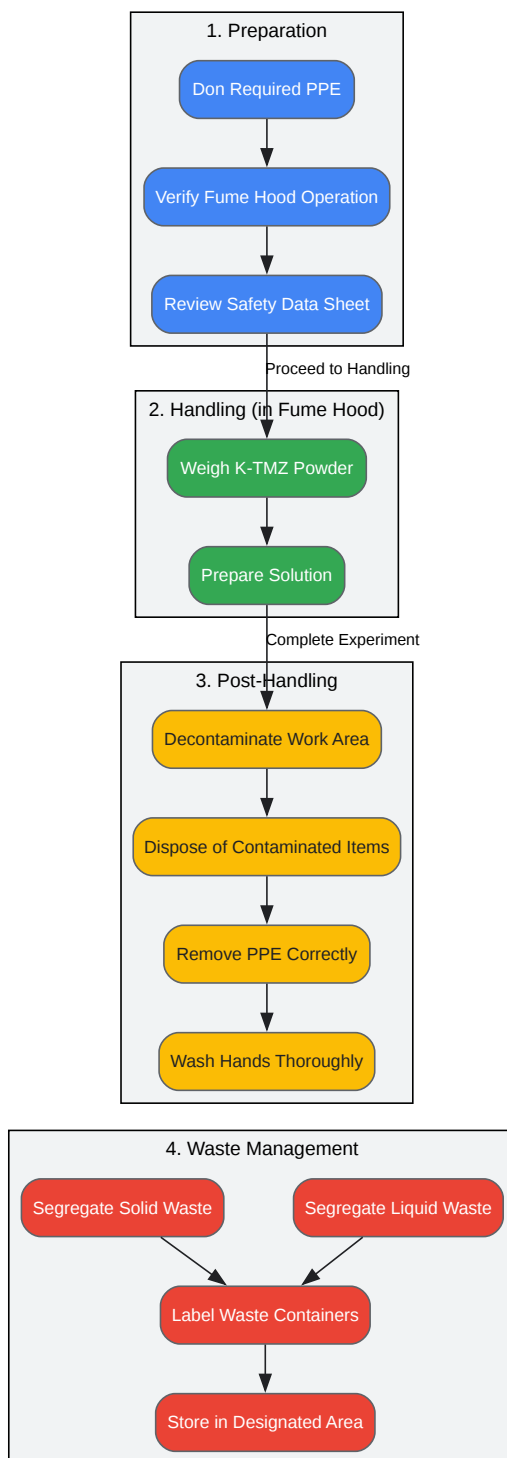 1. Preparation
Don Required PPE
Verify Fume Hood Operation
Review Safety Data Sheet
Proceed to Handling
2. Handling (in Fume Hood)
Weigh K-TMZ Powder
Prepare Solution
Complete Experiment
3. Post-Handling
Decontaminate Work Area
Dispose of Contaminated Items
Remove PPE Correctly
Wash Hands Thoroughly
4. Waste Management
Segregate Solid Waste
Segregate Liquid Waste
Label Waste Containers
Store in Designated Area